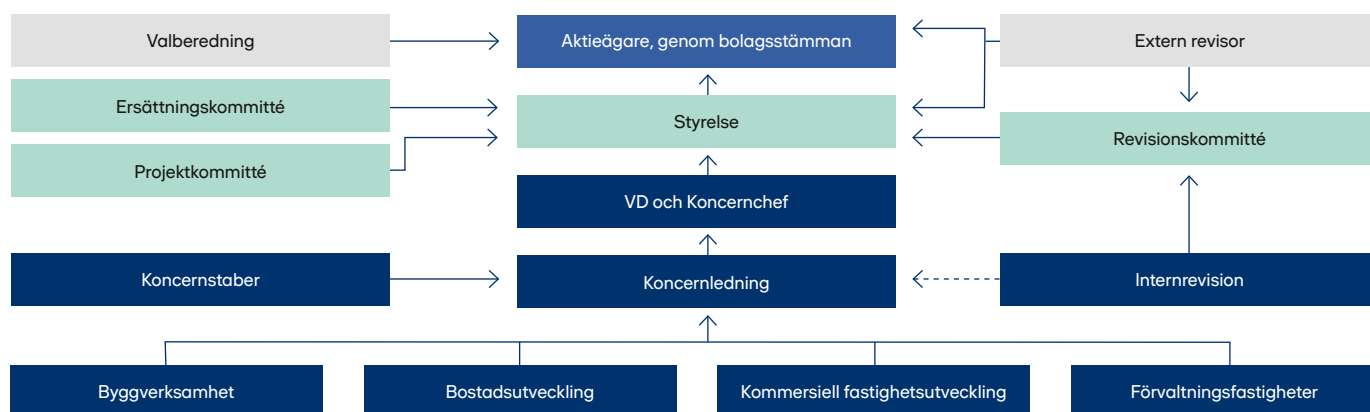 Valberedning
Aktieägare, genom bolagsstämman
Extern revisor
Ersättningskommitté
Styrelse
Revisionskommitté
Projektkommitté
VD och Koncernchef
Koncernstaber
Koncernledning
Internrevision
Byggverksamhet
Bostadsutveckling
Kommersiell fastighetsutveckling
Förvaltningsfastigheter